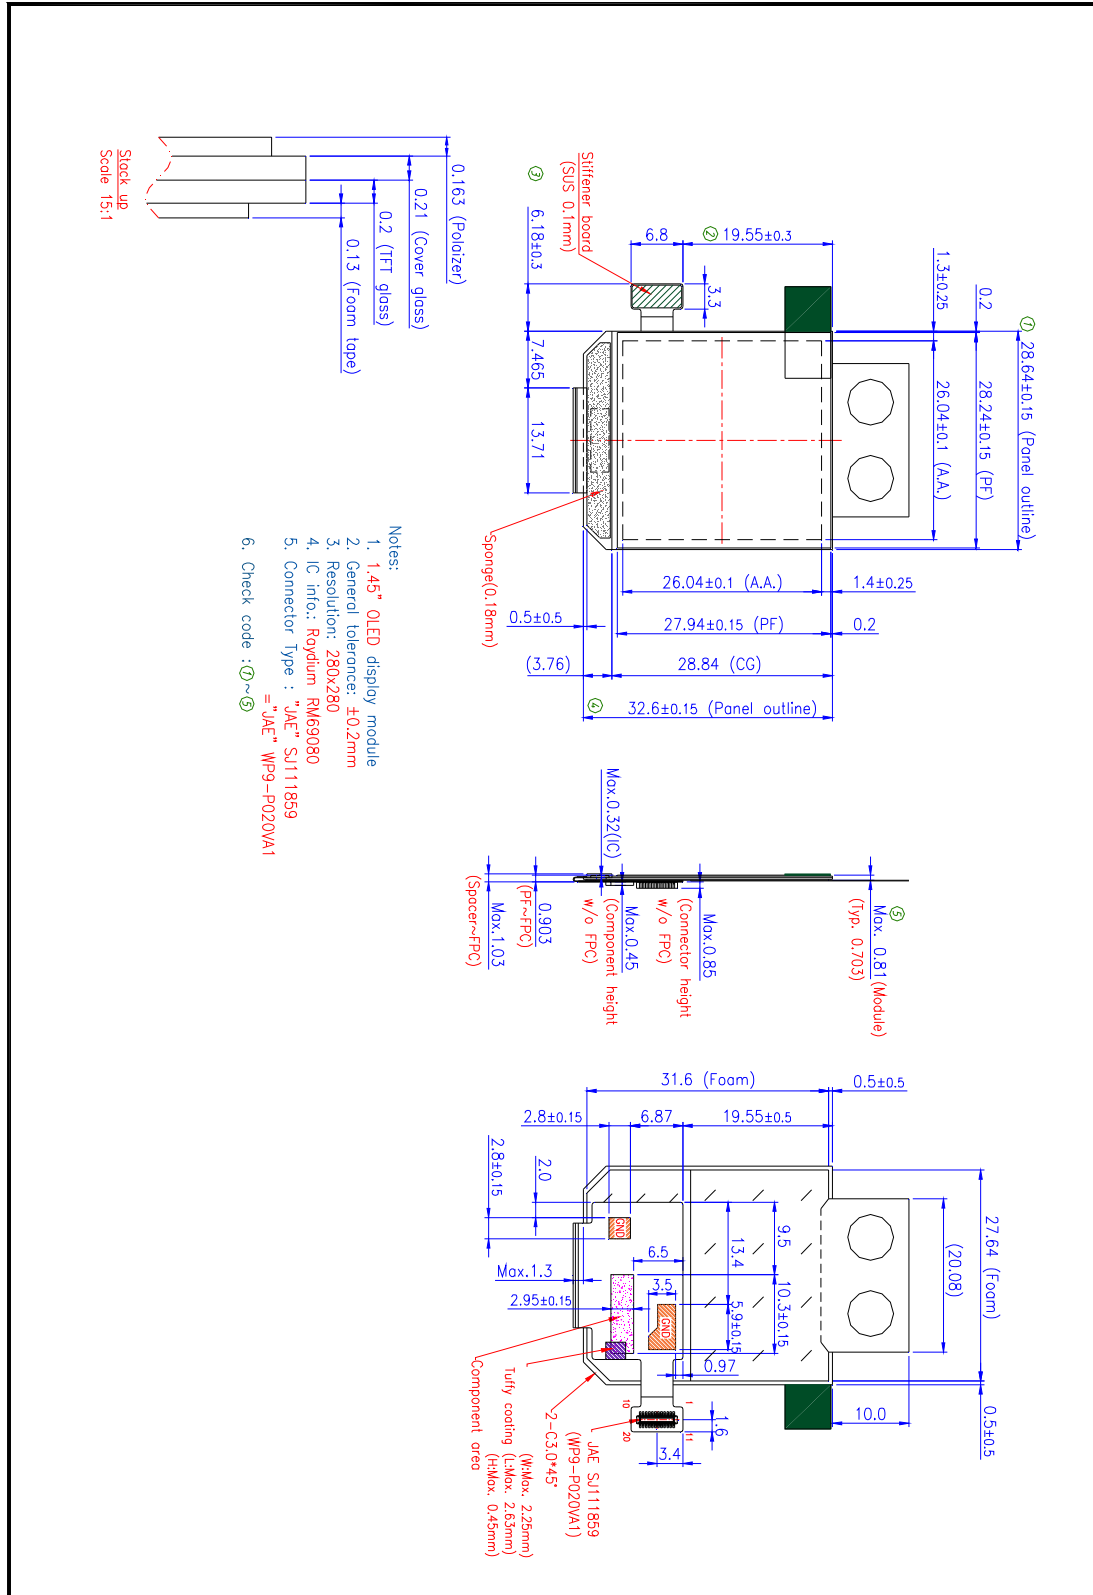 Stack up
Scale 15:1
0.163 (Polaizer)
0.21 (Cover glass)
0.2 (TFT glass)
0.13 (Foam tape)
Stiffener board
(SUS 0.1mm)
③ 6.18±0.3
6.8
② 19.55±0.3
3.3
7.465
13.71
1.3±0.25
0.2
① 28.64±0.15 (Panel outline)
28.24±0.15 (PF)
26.04±0.1 (A.A.)
Sponge(0.18mm)
26.04±0.1 (A.A.)
1.4±0.25
0.5±0.5
27.94±0.15 (PF)
0.2
(3.76)
28.84 (CG)
④ 32.6±0.15 (Panel outline)
Notes:
1. 1.45" OLED display module
2. General tolerance: ±0.2mm
3. Resolution: 280x280
4. IC info.: Raydium RM69080
5. Connector Type : "JAE" SJ111859
= "JAE" WP9-P020VA1
6. Check code :①~⑤
Max.0.32(IC)
⑤ Max. 0.81(Module)
(Typ. 0.703)
Max.0.85
(Connector height
w/o FPC)
Max.0.45
(Component height
w/o FPC)
0.903
(PF~FPC)
Max.1.03
(Spacer~FPC)
31.6 (Foam)
0.5±0.5
2.8±0.15
6.87
19.55±0.5
2.8±0.15
2.0
GND
9.5
13.4
10.3±0.15
5.9±0.15
6.5
3.5
GND
0.97
Max.1.3
2.95±0.15
27.64 (Foam)
(20.08)
0.5±0.5
10.0
1
10
11
20
1.6
3.4
JAE SJ111859
(WP9-P020VA1)
2-C3.0*45°
Tuffy coating (W:Max. 2.25mm)
(L:Max. 2.63mm)
(H:Max. 0.45mm)
Component area